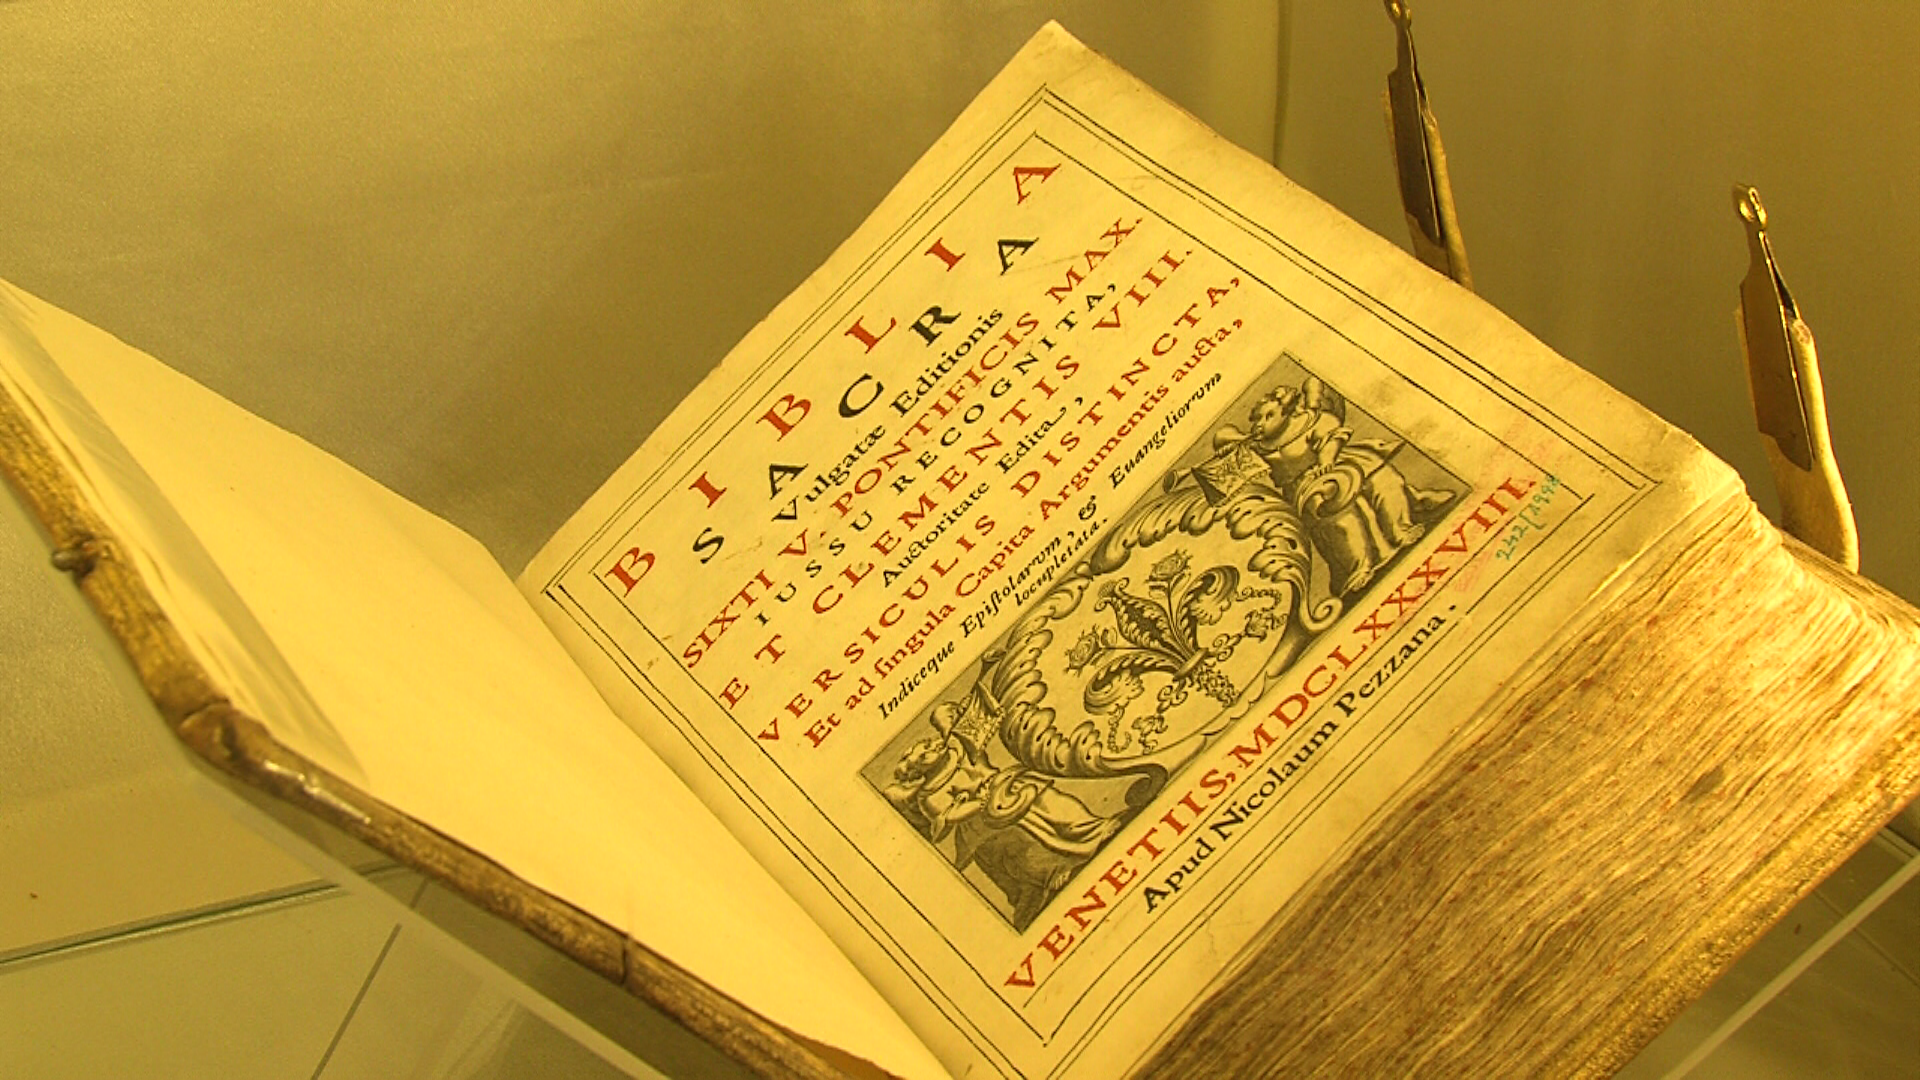 BIBLIA
SACRA
Vulgatæ Editionis
SIXTI V. PONTIFICIS MAX.
IUSSU RECOGNITA,
ET CLEMENTIS VIII.
Auctoritate Edita,
VERSICULIS DISTINCTA,
Et ad ſingula Capita Argumentis aucta,
Indiceque Epiſtolarum, & Euangeliorum
locupletata.
VENETIIS, MDCLXXXXVIII.
Apud Nicolaum Pezzana.